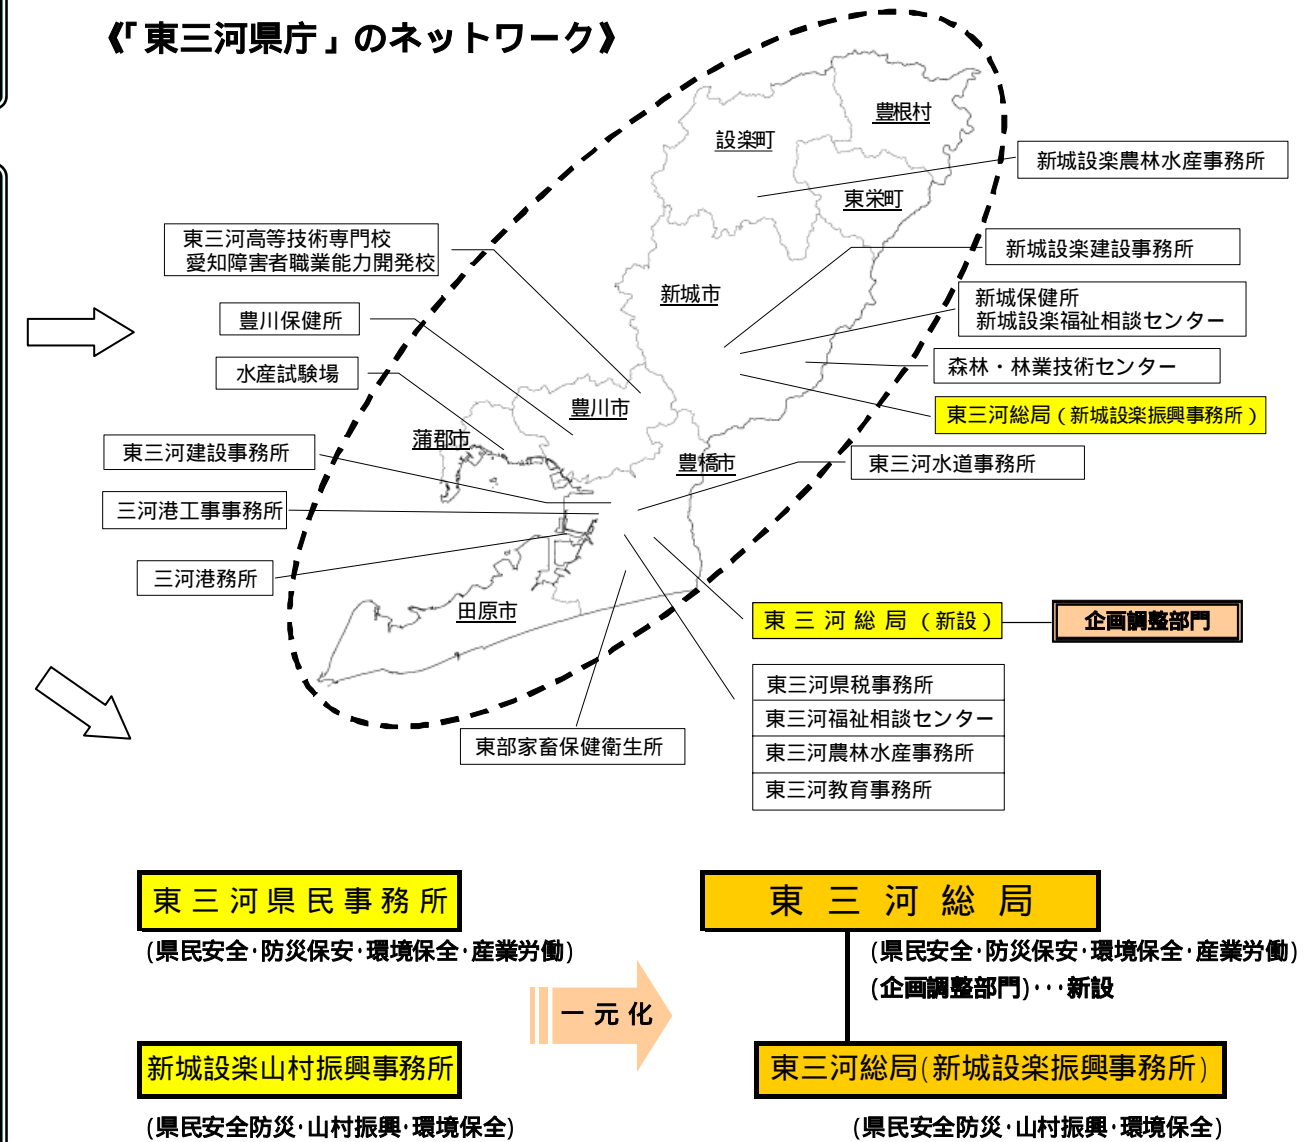 《「東三河県庁」のネットワーク》
豊根村
設楽町
新城設楽農林水産事務所
東栄町
東三河高等技術専門校
愛知障害者職業能力開発校
新城設楽建設事務所
新城市
新城保健所
新城設楽福祉相談センター
豊川保健所
森林・林業技術センター
水産試験場
豊川市
東三河総局（新城設楽振興事務所）
蒲郡市
東三河建設事務所
豊橋市
東三河水道事務所
三河港工事事務所
三河港務所
田原市
東三河総局（新設）
企画調整部門
東三河県税事務所
東三河福祉相談センター
東部家畜保健衛生所
東三河農林水産事務所
東三河教育事務所
東三河県民事務所
(県民安全･防災保安･環境保全･産業労働)
東三河総局
(県民安全･防災保安･環境保全･産業労働)
(企画調整部門)･･･新設
一元化
新城設楽山村振興事務所
(県民安全防災･山村振興･環境保全)
東三河総局(新城設楽振興事務所)
(県民安全防災･山村振興･環境保全)